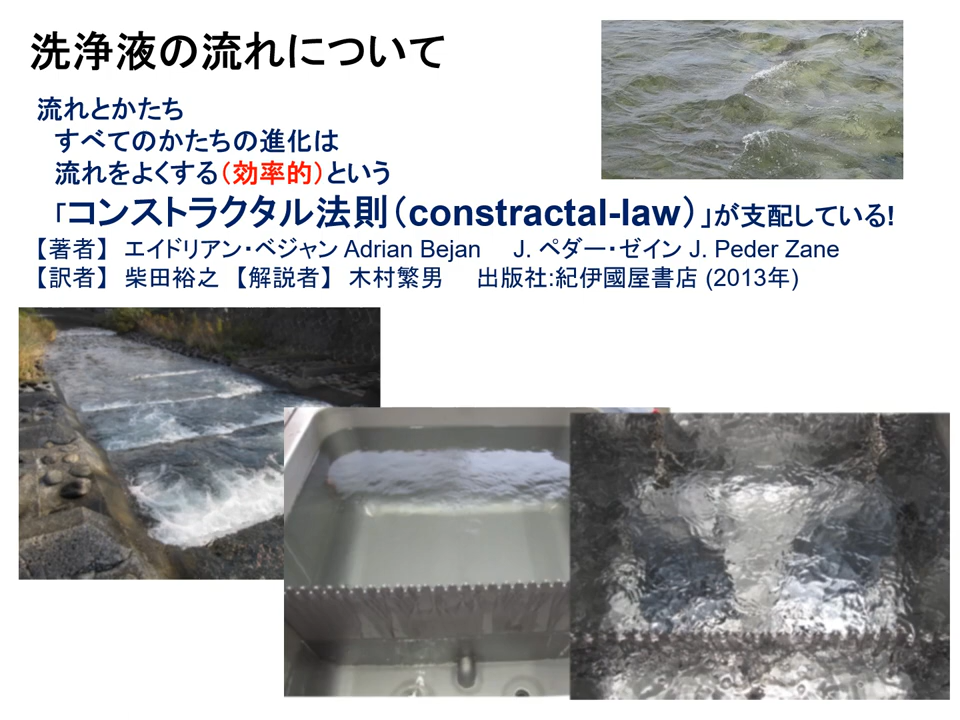 洗浄液の流れについて
流れとかたち
すべてのかたちの進化は
流れをよくする（効率的）という
「コンストラクタル法則（constractal-law）」が支配している!
【著者】 エイドリアン・ベジャン Adrian Bejan J. ペダー・ゼイン J. Peder Zane
【訳者】 柴田裕之 【解説者】 木村繁男 出版社:紀伊國屋書店 (2013年)